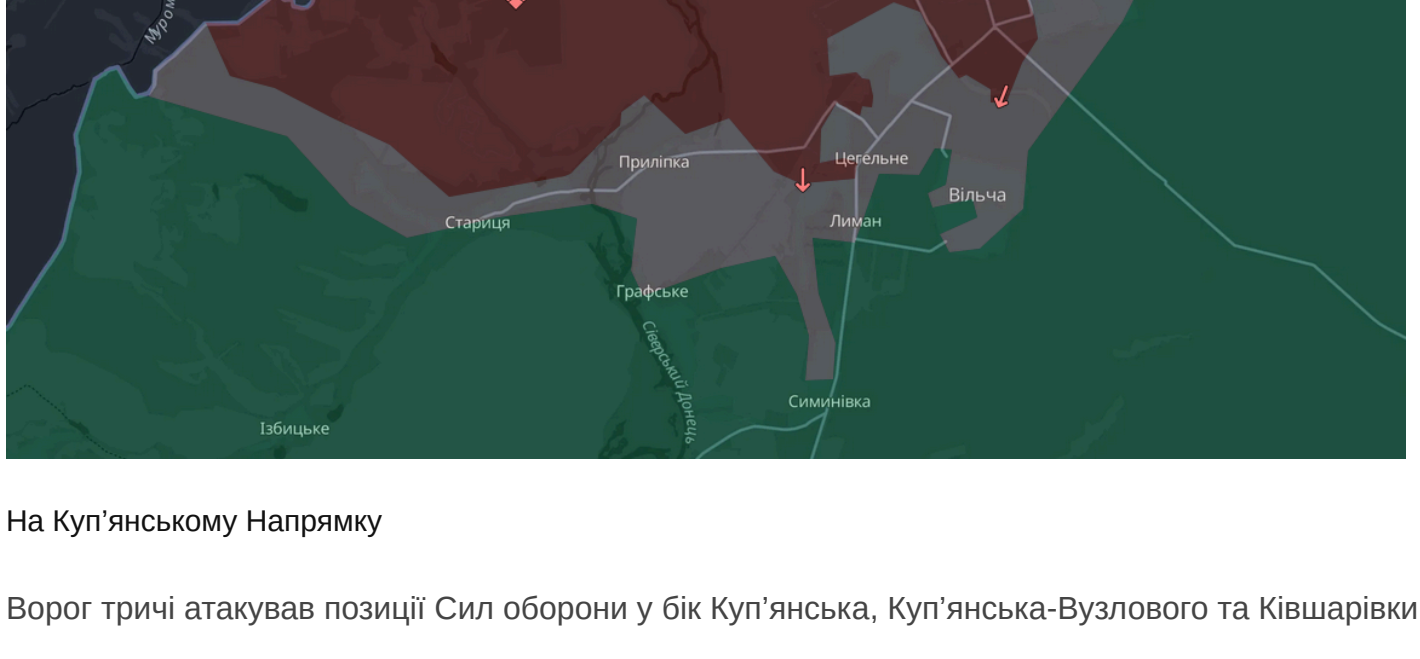 Муром
Приліпка
Цегельне
Вільча
Стариця
Лиман
Графське
Сіверський Донець
Симинівка
Ізбицьке
На Куп’янському Напрямку
Ворог тричі атакував позиції Сил оборони у бік Куп’янська, Куп’янська-Вузлового та Ківшарівки